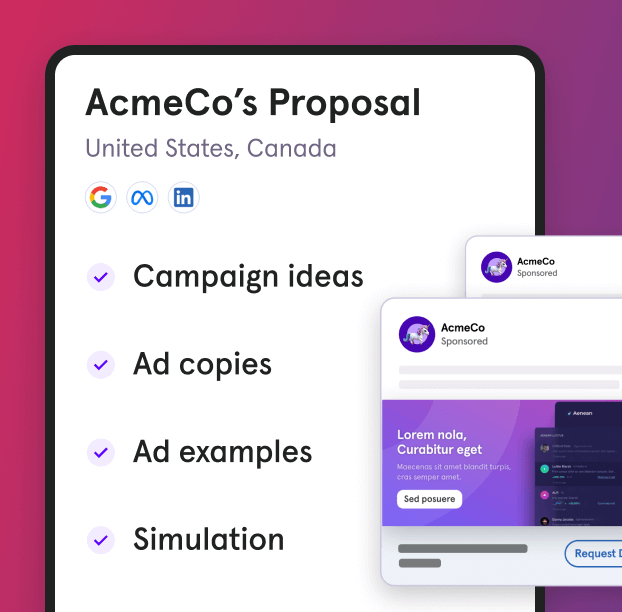 AcmeCo’s Proposal
United States, Canada
Campaign ideas
Ad copies
Ad examples
Simulation
AcmeCo
Sponsored
AcmeCo
Sponsored
Lorem nola,
Curabitur eget
Maecenas sit amet blandit turpis,
cras semper amet.
Sed posuere
Aenean
Request D